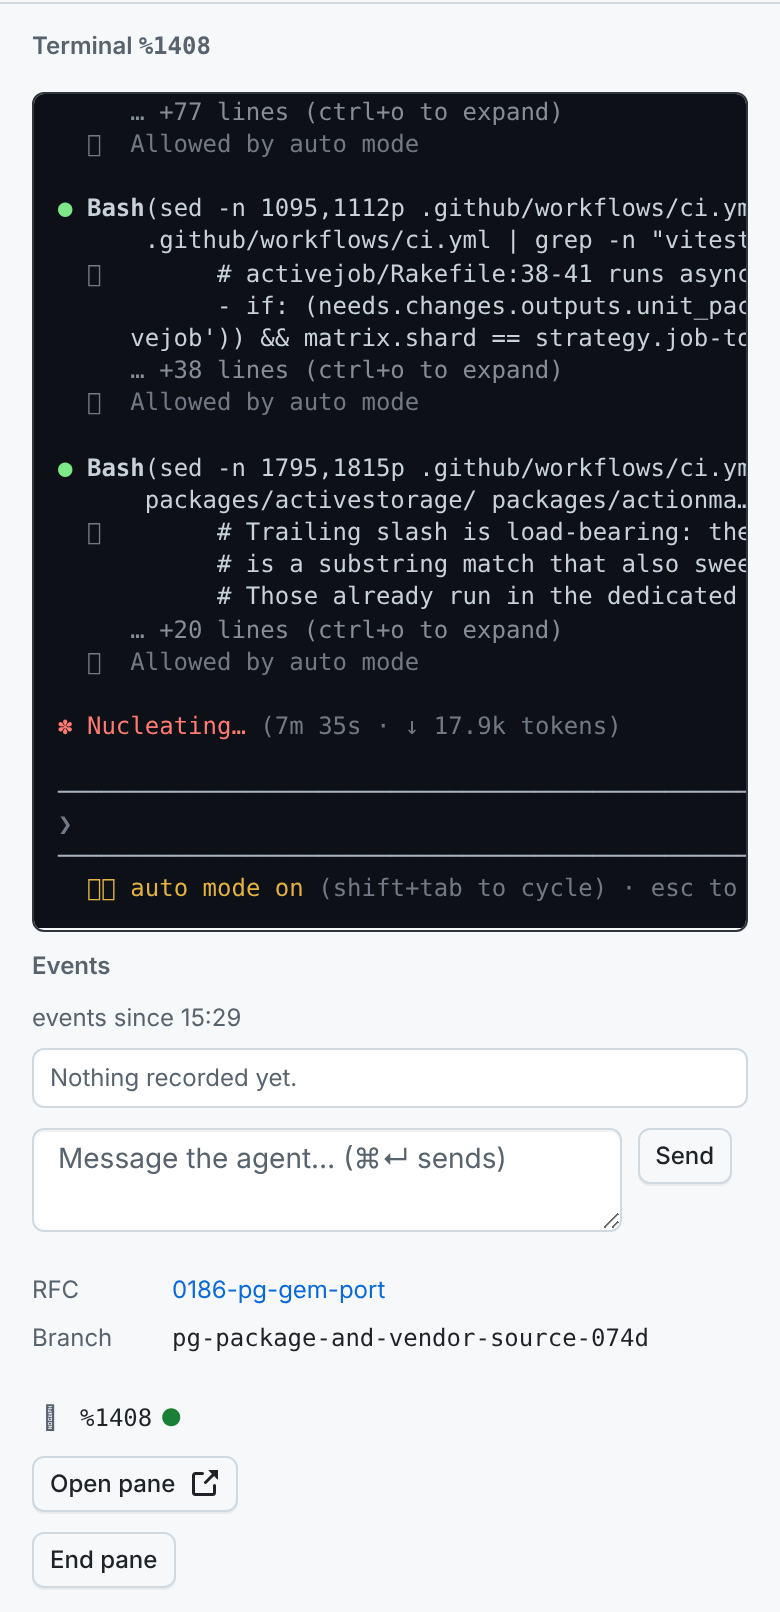 Terminal %1408
… +77 lines (ctrl+o to expand)
Allowed by auto mode
● Bash(sed -n 1095,1112p .github/workflows/ci.ym
.github/workflows/ci.yml | grep -n "vitest
# activejob/Rakefile:38-41 runs async
- if: (needs.changes.outputs.unit_pac
vejob')) && matrix.shard == strategy.job-to
… +38 lines (ctrl+o to expand)
Allowed by auto mode
● Bash(sed -n 1795,1815p .github/workflows/ci.ym
packages/activestorage/ packages/actionma…
# Trailing slash is load-bearing: the
# is a substring match that also swee
# Those already run in the dedicated
… +20 lines (ctrl+o to expand)
Allowed by auto mode
✽ Nucleating… (7m 35s · ↓ 17.9k tokens)
❯
auto mode on (shift+tab to cycle) · esc to
Events
events since 15:29
Nothing recorded yet.
Message the agent… (⌘↵ sends)
Send
RFC 0186-pg-gem-port
Branch pg-package-and-vendor-source-074d
%1408
Open pane
End pane